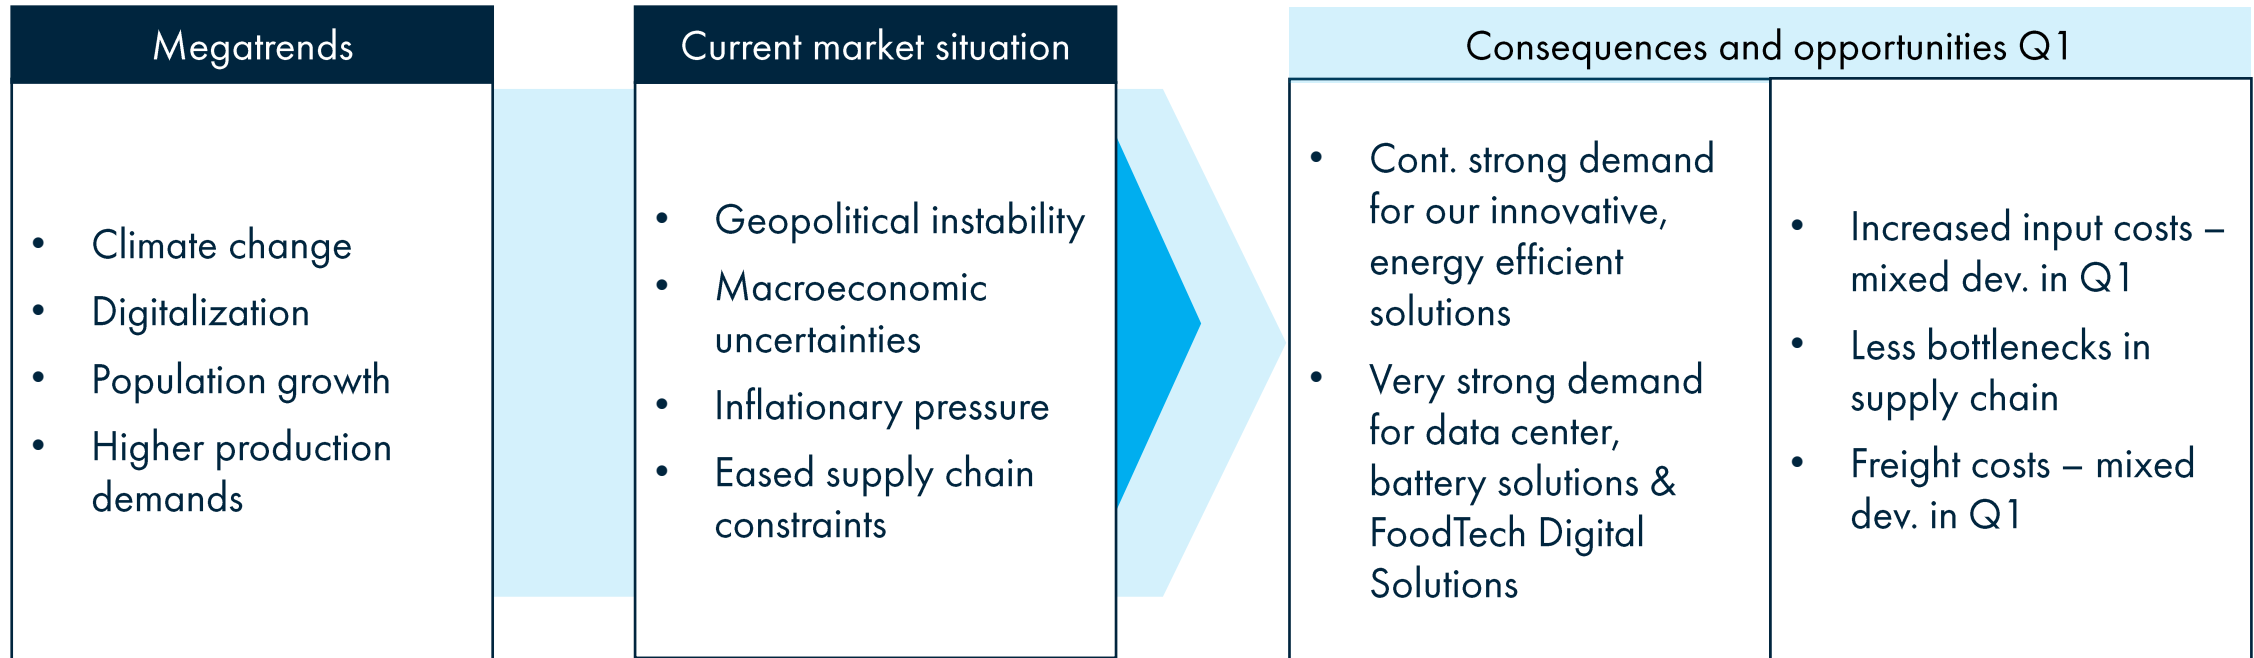 Megatrends
• Climate change
• Digitalization
• Population growth
• Higher production
demands
Current market situation
• Geopolitical instability
• Macroeconomic
uncertainties
• Inflationary pressure
• Eased supply chain
constraints
Consequences and opportunities Q1
• Cont. strong demand
for our innovative,
energy efficient
solutions
• Very strong demand
for data center,
battery solutions &
FoodTech Digital
Solutions
• Increased input costs –
mixed dev. in Q1
• Less bottlenecks in
supply chain
• Freight costs – mixed
dev. in Q1